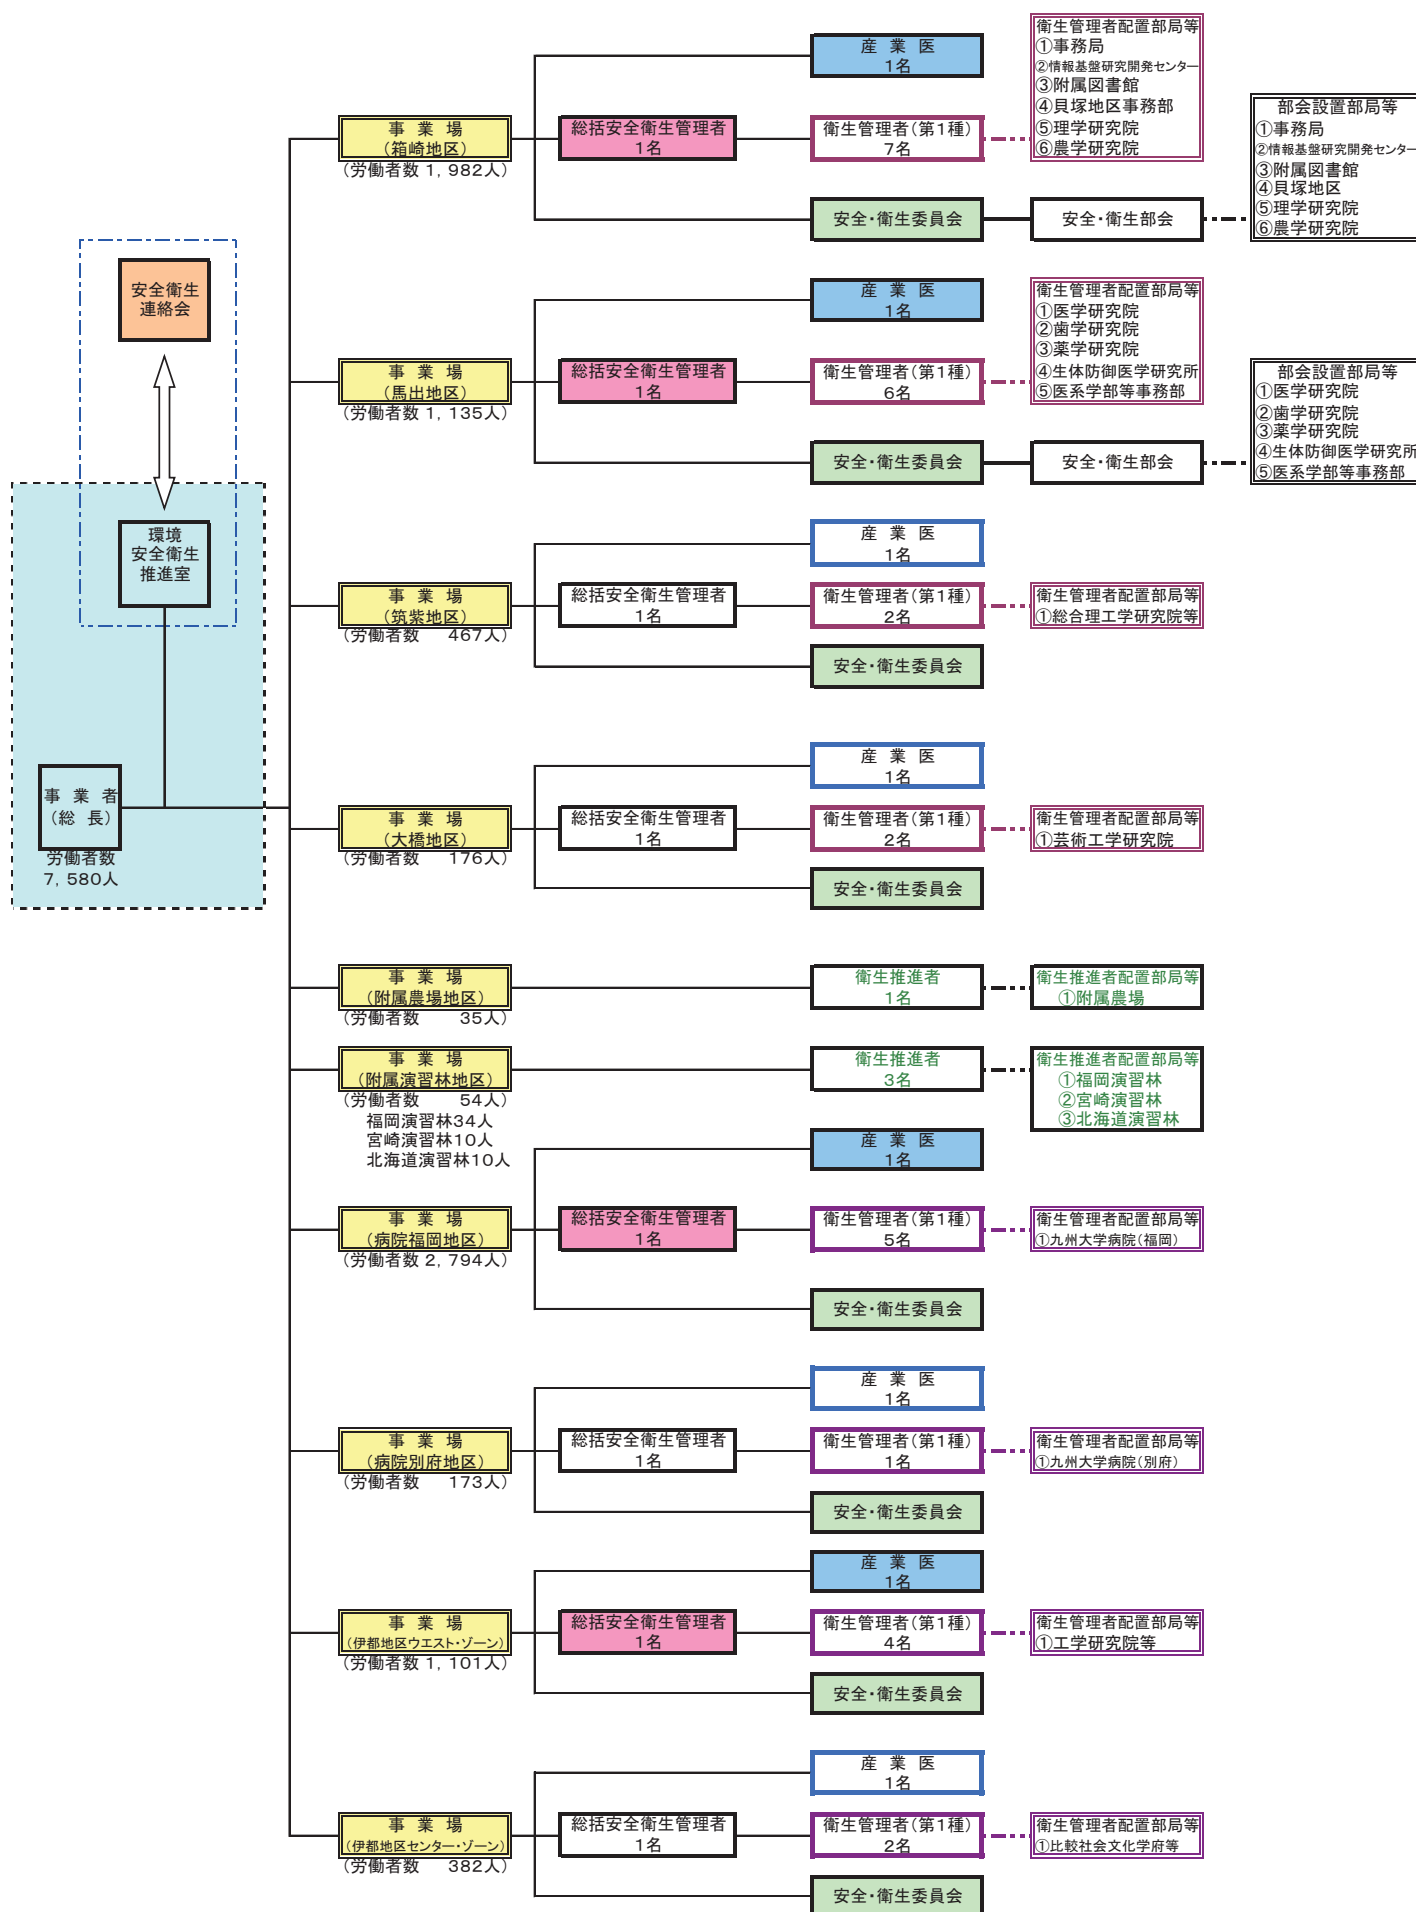 安全衛生
連絡会
環境
安全衛生
推進室
事 業 者
（総 長）
労働者数
7, 580人
事 業 場
（箱崎地区）
（労働者数 1, 982人）
総括安全衛生管理者
1名
産 業 医
1名
衛生管理者（第1種）
7名
安全・衛生委員会
衛生管理者配置部局等
①事務局
②情報基盤研究開発センター
③附属図書館
④貝塚地区事務部
⑤理学研究院
⑥農学研究院
安全・衛生部会
部会設置部局等
①事務局
②情報基盤研究開発センター
③附属図書館
④貝塚地区
⑤理学研究院
⑥農学研究院
事 業 場
（馬出地区）
（労働者数 1, 135人）
総括安全衛生管理者
1名
産 業 医
1名
衛生管理者（第1種）
6名
安全・衛生委員会
衛生管理者配置部局等
①医学研究院
②歯学研究院
③薬学研究院
④生体防御医学研究所
⑤医系学部等事務部
安全・衛生部会
部会設置部局等
①医学研究院
②歯学研究院
③薬学研究院
④生体防御医学研究所
⑤医系学部等事務部
事 業 場
（筑紫地区）
（労働者数 467人）
総括安全衛生管理者
1名
産 業 医
1名
衛生管理者（第1種）
2名
安全・衛生委員会
衛生管理者配置部局等
①総合理工学研究院等
事 業 場
（大橋地区）
（労働者数 176人）
総括安全衛生管理者
1名
産 業 医
1名
衛生管理者（第1種）
2名
安全・衛生委員会
衛生管理者配置部局等
①芸術工学研究院
事 業 場
（附属農場地区）
（労働者数 35人）
衛生推進者
1名
衛生推進者配置部局等
①附属農場
事 業 場
（附属演習林地区）
（労働者数 54人）
福岡演習林34人
宮崎演習林10人
北海道演習林10人
衛生推進者
3名
衛生推進者配置部局等
①福岡演習林
②宮崎演習林
③北海道演習林
事 業 場
（病院福岡地区）
（労働者数 2, 794人）
総括安全衛生管理者
1名
産 業 医
1名
衛生管理者（第1種）
5名
安全・衛生委員会
衛生管理者配置部局等
①九州大学病院（福岡）
事 業 場
（病院別府地区）
（労働者数 173人）
総括安全衛生管理者
1名
産 業 医
1名
衛生管理者（第1種）
1名
安全・衛生委員会
衛生管理者配置部局等
①九州大学病院（別府）
事 業 場
（伊都地区ウエスト・ゾーン）
（労働者数 1, 101人）
総括安全衛生管理者
1名
産 業 医
1名
衛生管理者（第1種）
4名
安全・衛生委員会
衛生管理者配置部局等
①工学研究院等
事 業 場
（伊都地区センター・ゾーン）
（労働者数 382人）
総括安全衛生管理者
1名
産 業 医
1名
衛生管理者（第1種）
2名
安全・衛生委員会
衛生管理者配置部局等
①比較社会文化学府等